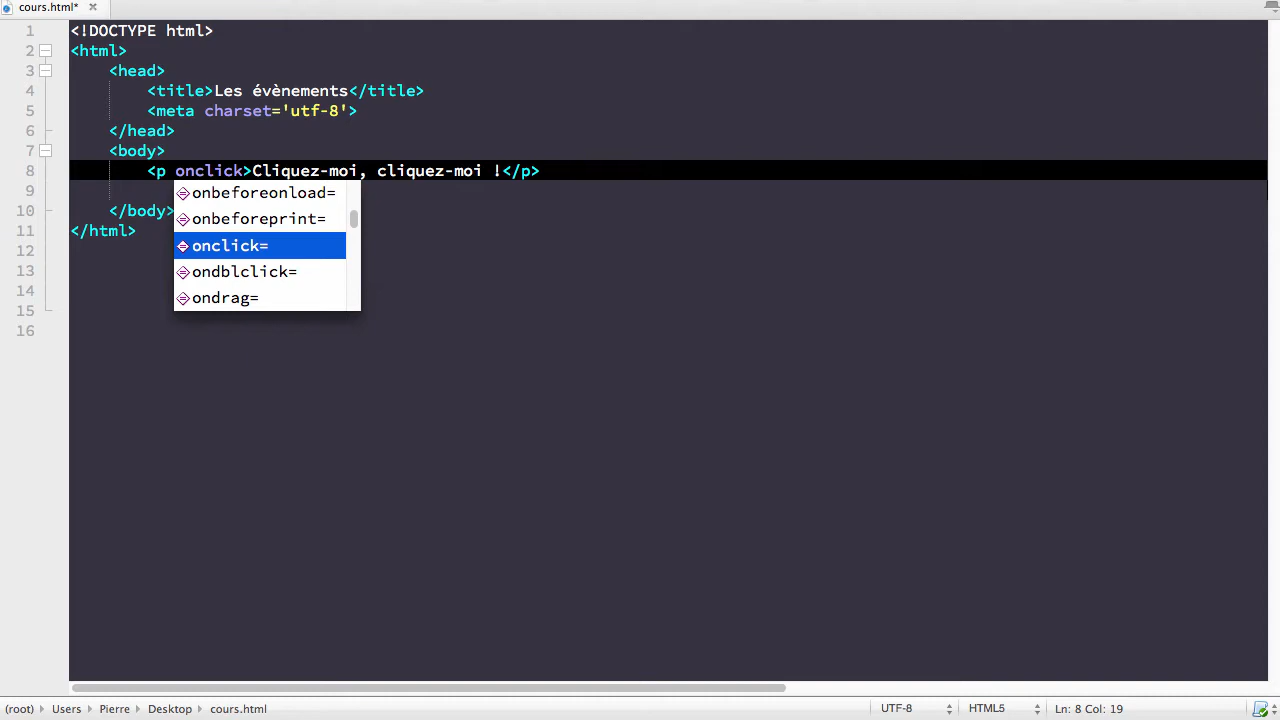 cours.html*
1 <!DOCTYPE html>
2 <html>
3 <head>
4 <title>Les évènements</title>
5 <meta charset='utf-8'>
6 </head>
7 <body>
8 <p onclick>Cliquez-moi, cliquez-moi !</p>
9
onbeforeonload=
onbeforeprint=
onclick=
ondblclick=
ondrag=
10 </body>
11 </html>
12
13
14
15
16
(root) Users Pierre Desktop cours.html UTF-8 HTML5 Ln: 8 Col: 19